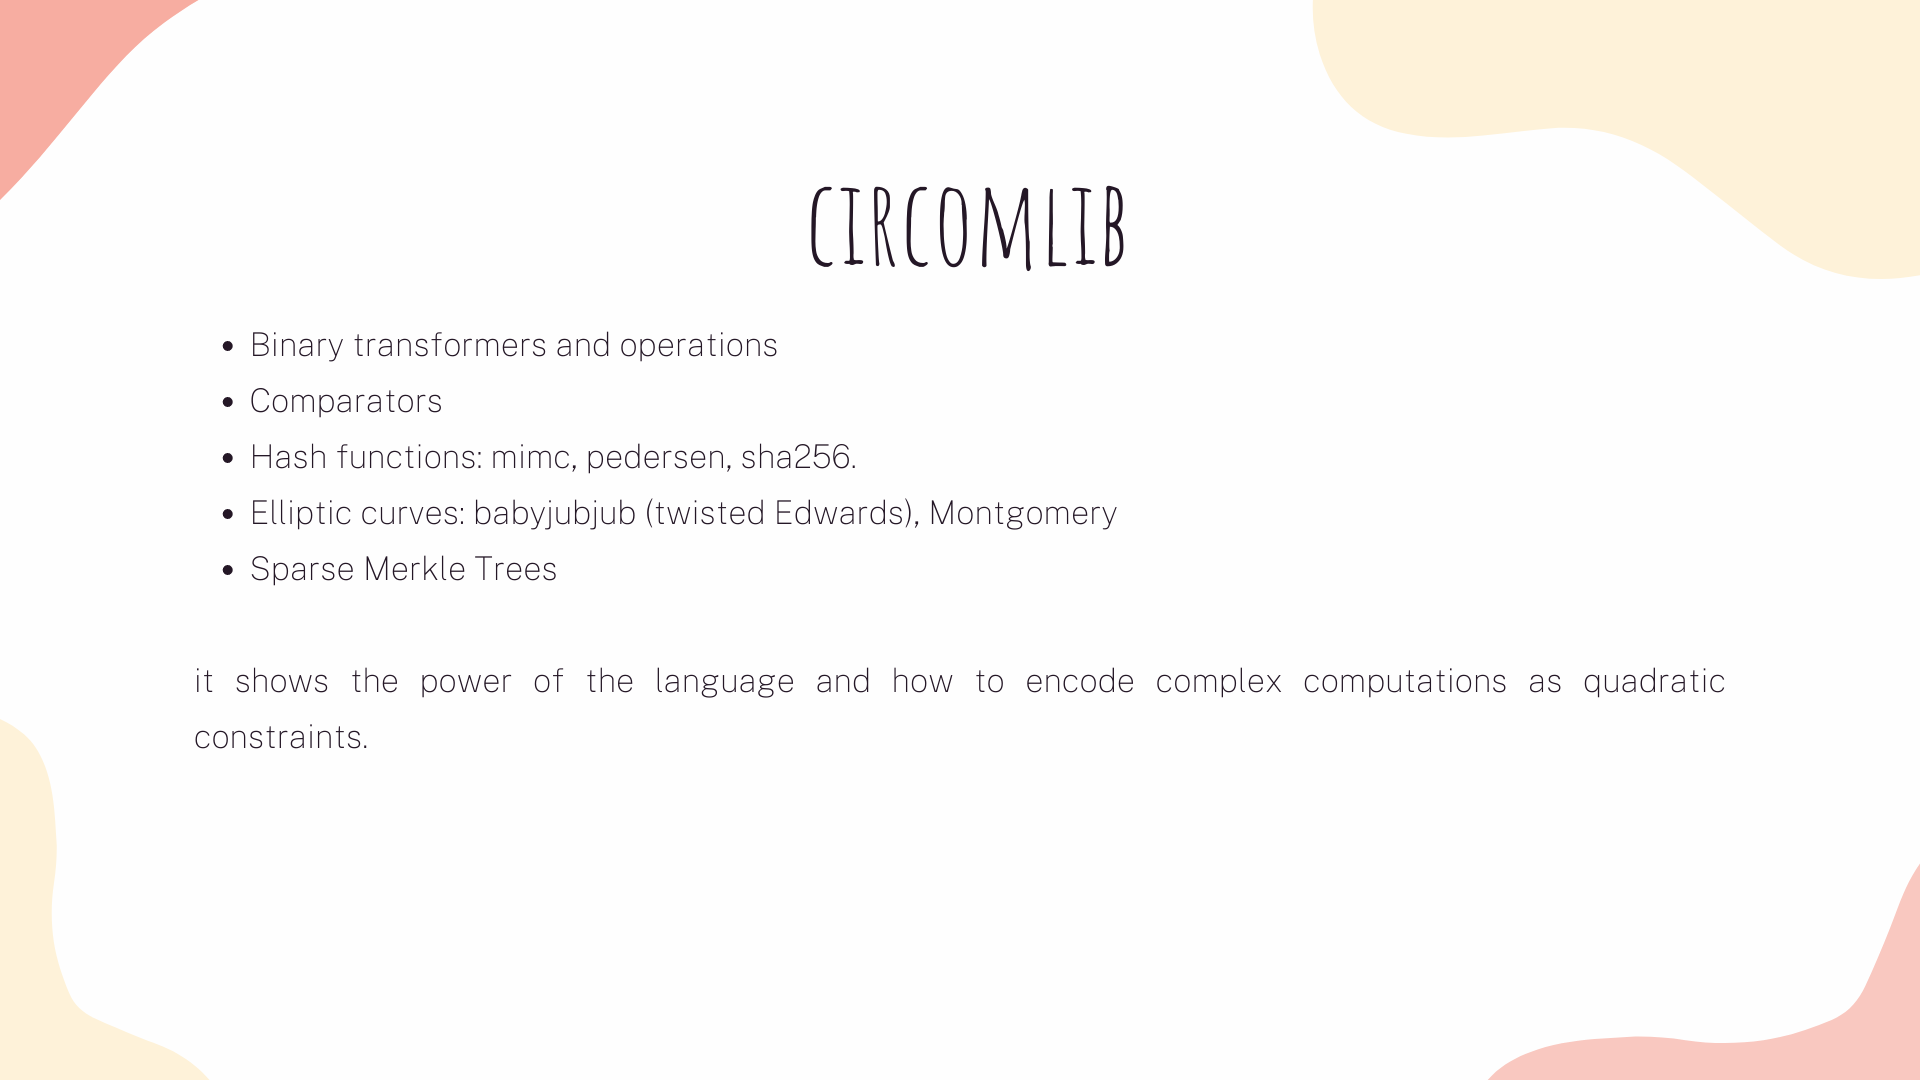 CIRCOMLIB
• Binary transformers and operations
• Comparators
• Hash functions: mimc, pedersen, sha256.
• Elliptic curves: babyjubjub (twisted Edwards), Montgomery
• Sparse Merkle Trees
it shows the power of the language and how to encode complex computations as quadratic
constraints.